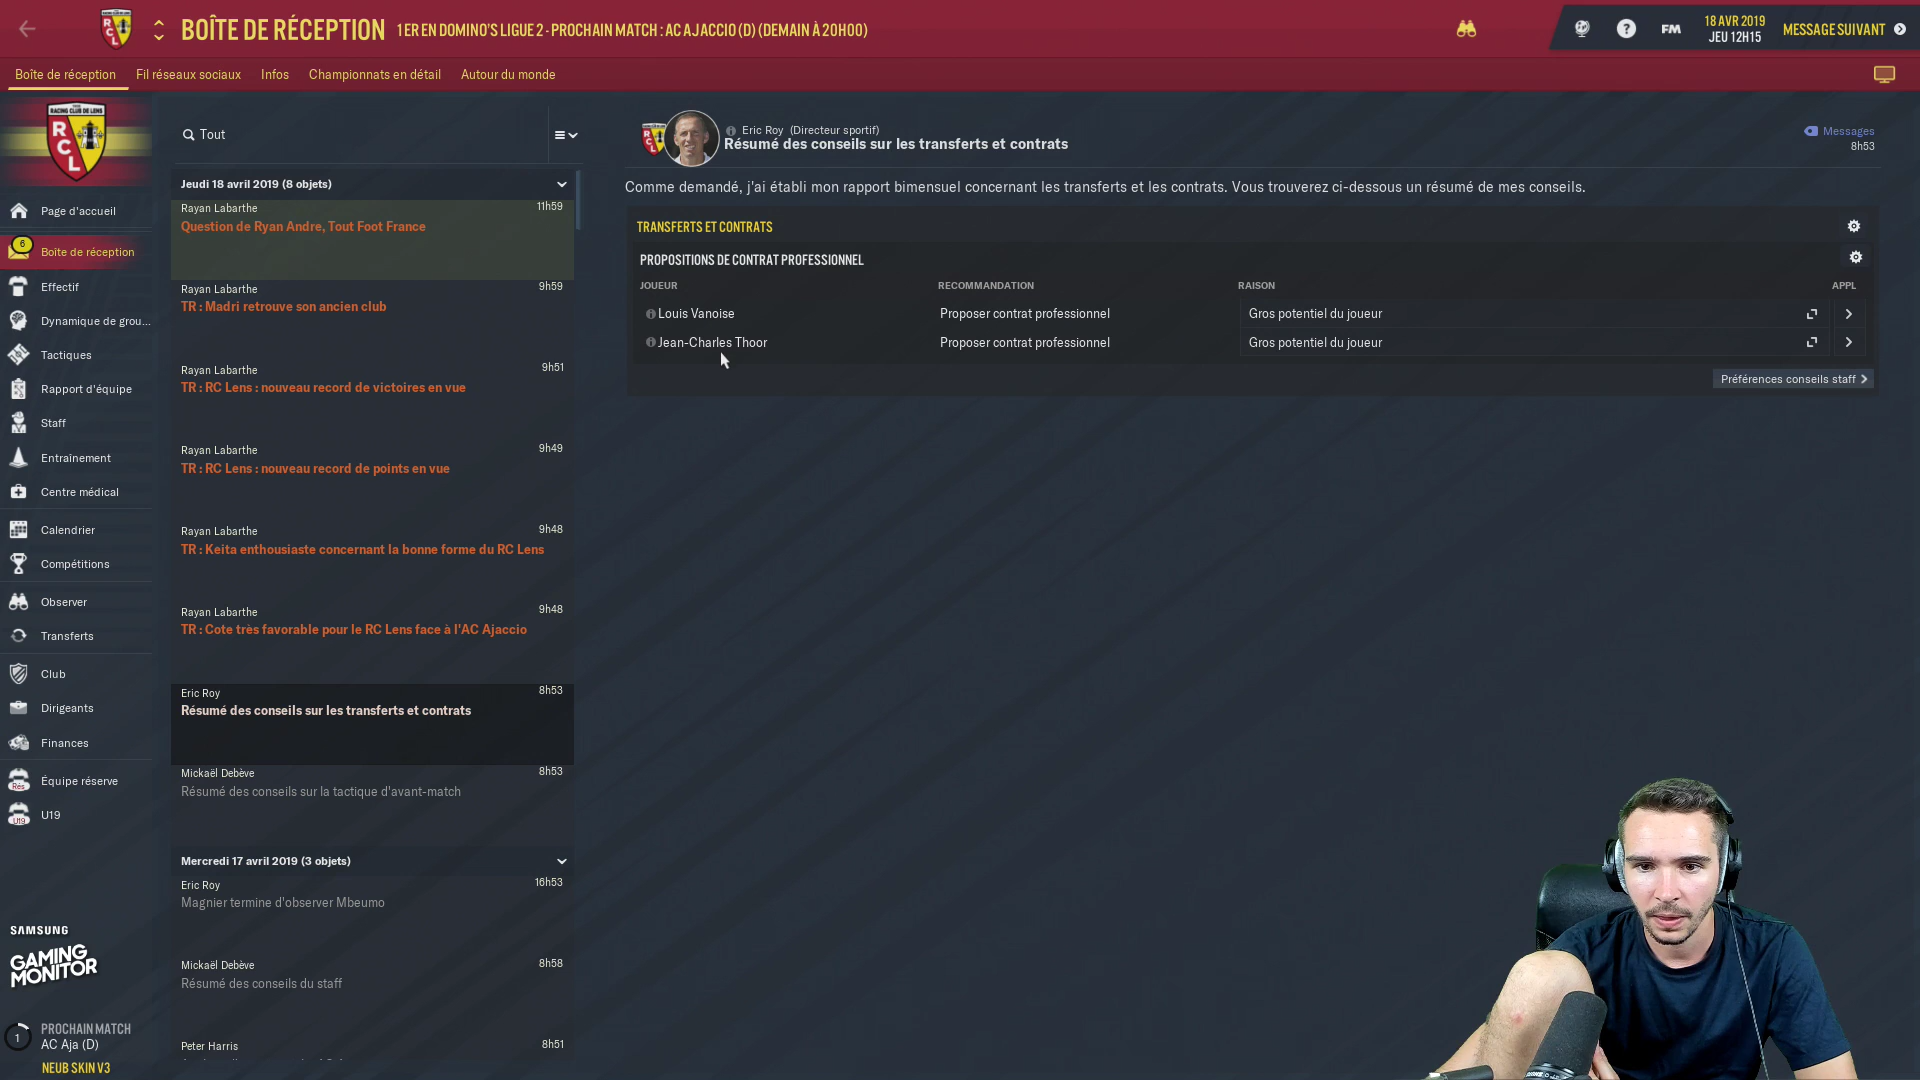 BOÎTE DE RÉCEPTION
1ER EN DOMINO'S LIGUE 2 - PROCHAIN MATCH : AC AJACCIO (D) (DEMAIN À 20H00)
FM
18 AVR 2019
JEU 12H15
MESSAGE SUIVANT
Boîte de réception
Fil réseaux sociaux
Infos
Championnats en détail
Autour du monde
RACING CLUB DE LENS
RCL
Page d'accueil
6
Boîte de réception
Effectif
Dynamique de grou...
Tactiques
Rapport d'équipe
Staff
Entraînement
Centre médical
Calendrier
Compétitions
Observer
Transferts
Club
Dirigeants
Finances
Équipe réserve
U19
SAMSUNG
GAMING
MONITOR
1
PROCHAIN MATCH
AC Aja (D)
NEUB SKIN V3
Tout
Jeudi 18 avril 2019 (8 objets)
Rayan Labarthe 11h59
Question de Ryan Andre, Tout Foot France
Rayan Labarthe 9h59
TR : Madri retrouve son ancien club
Rayan Labarthe 9h51
TR : RC Lens : nouveau record de victoires en vue
Rayan Labarthe 9h49
TR : RC Lens : nouveau record de points en vue
Rayan Labarthe 9h48
TR : Keita enthousiaste concernant la bonne forme du RC Lens
Rayan Labarthe 9h48
TR : Cote très favorable pour le RC Lens face à l'AC Ajaccio
Eric Roy 8h53
Résumé des conseils sur les transferts et contrats
Mickaël Debève 8h53
Résumé des conseils sur la tactique d'avant-match
Mercredi 17 avril 2019 (3 objets)
Eric Roy 16h53
Magnier termine d'observer Mbeumo
Mickaël Debève 8h58
Résumé des conseils du staff
Peter Harris 8h51
Eric Roy (Directeur sportif)
Résumé des conseils sur les transferts et contrats
Messages
8h53
Comme demandé, j'ai établi mon rapport bimensuel concernant les transferts et les contrats. Vous trouverez ci-dessous un résumé de mes conseils.
TRANSFERTS ET CONTRATS
PROPOSITIONS DE CONTRAT PROFESSIONNEL
JOUEUR RECOMMANDATION RAISON APPL
Louis Vanoise Proposer contrat professionnel Gros potentiel du joueur
Jean-Charles Thoor Proposer contrat professionnel Gros potentiel du joueur
Préférences conseils staff